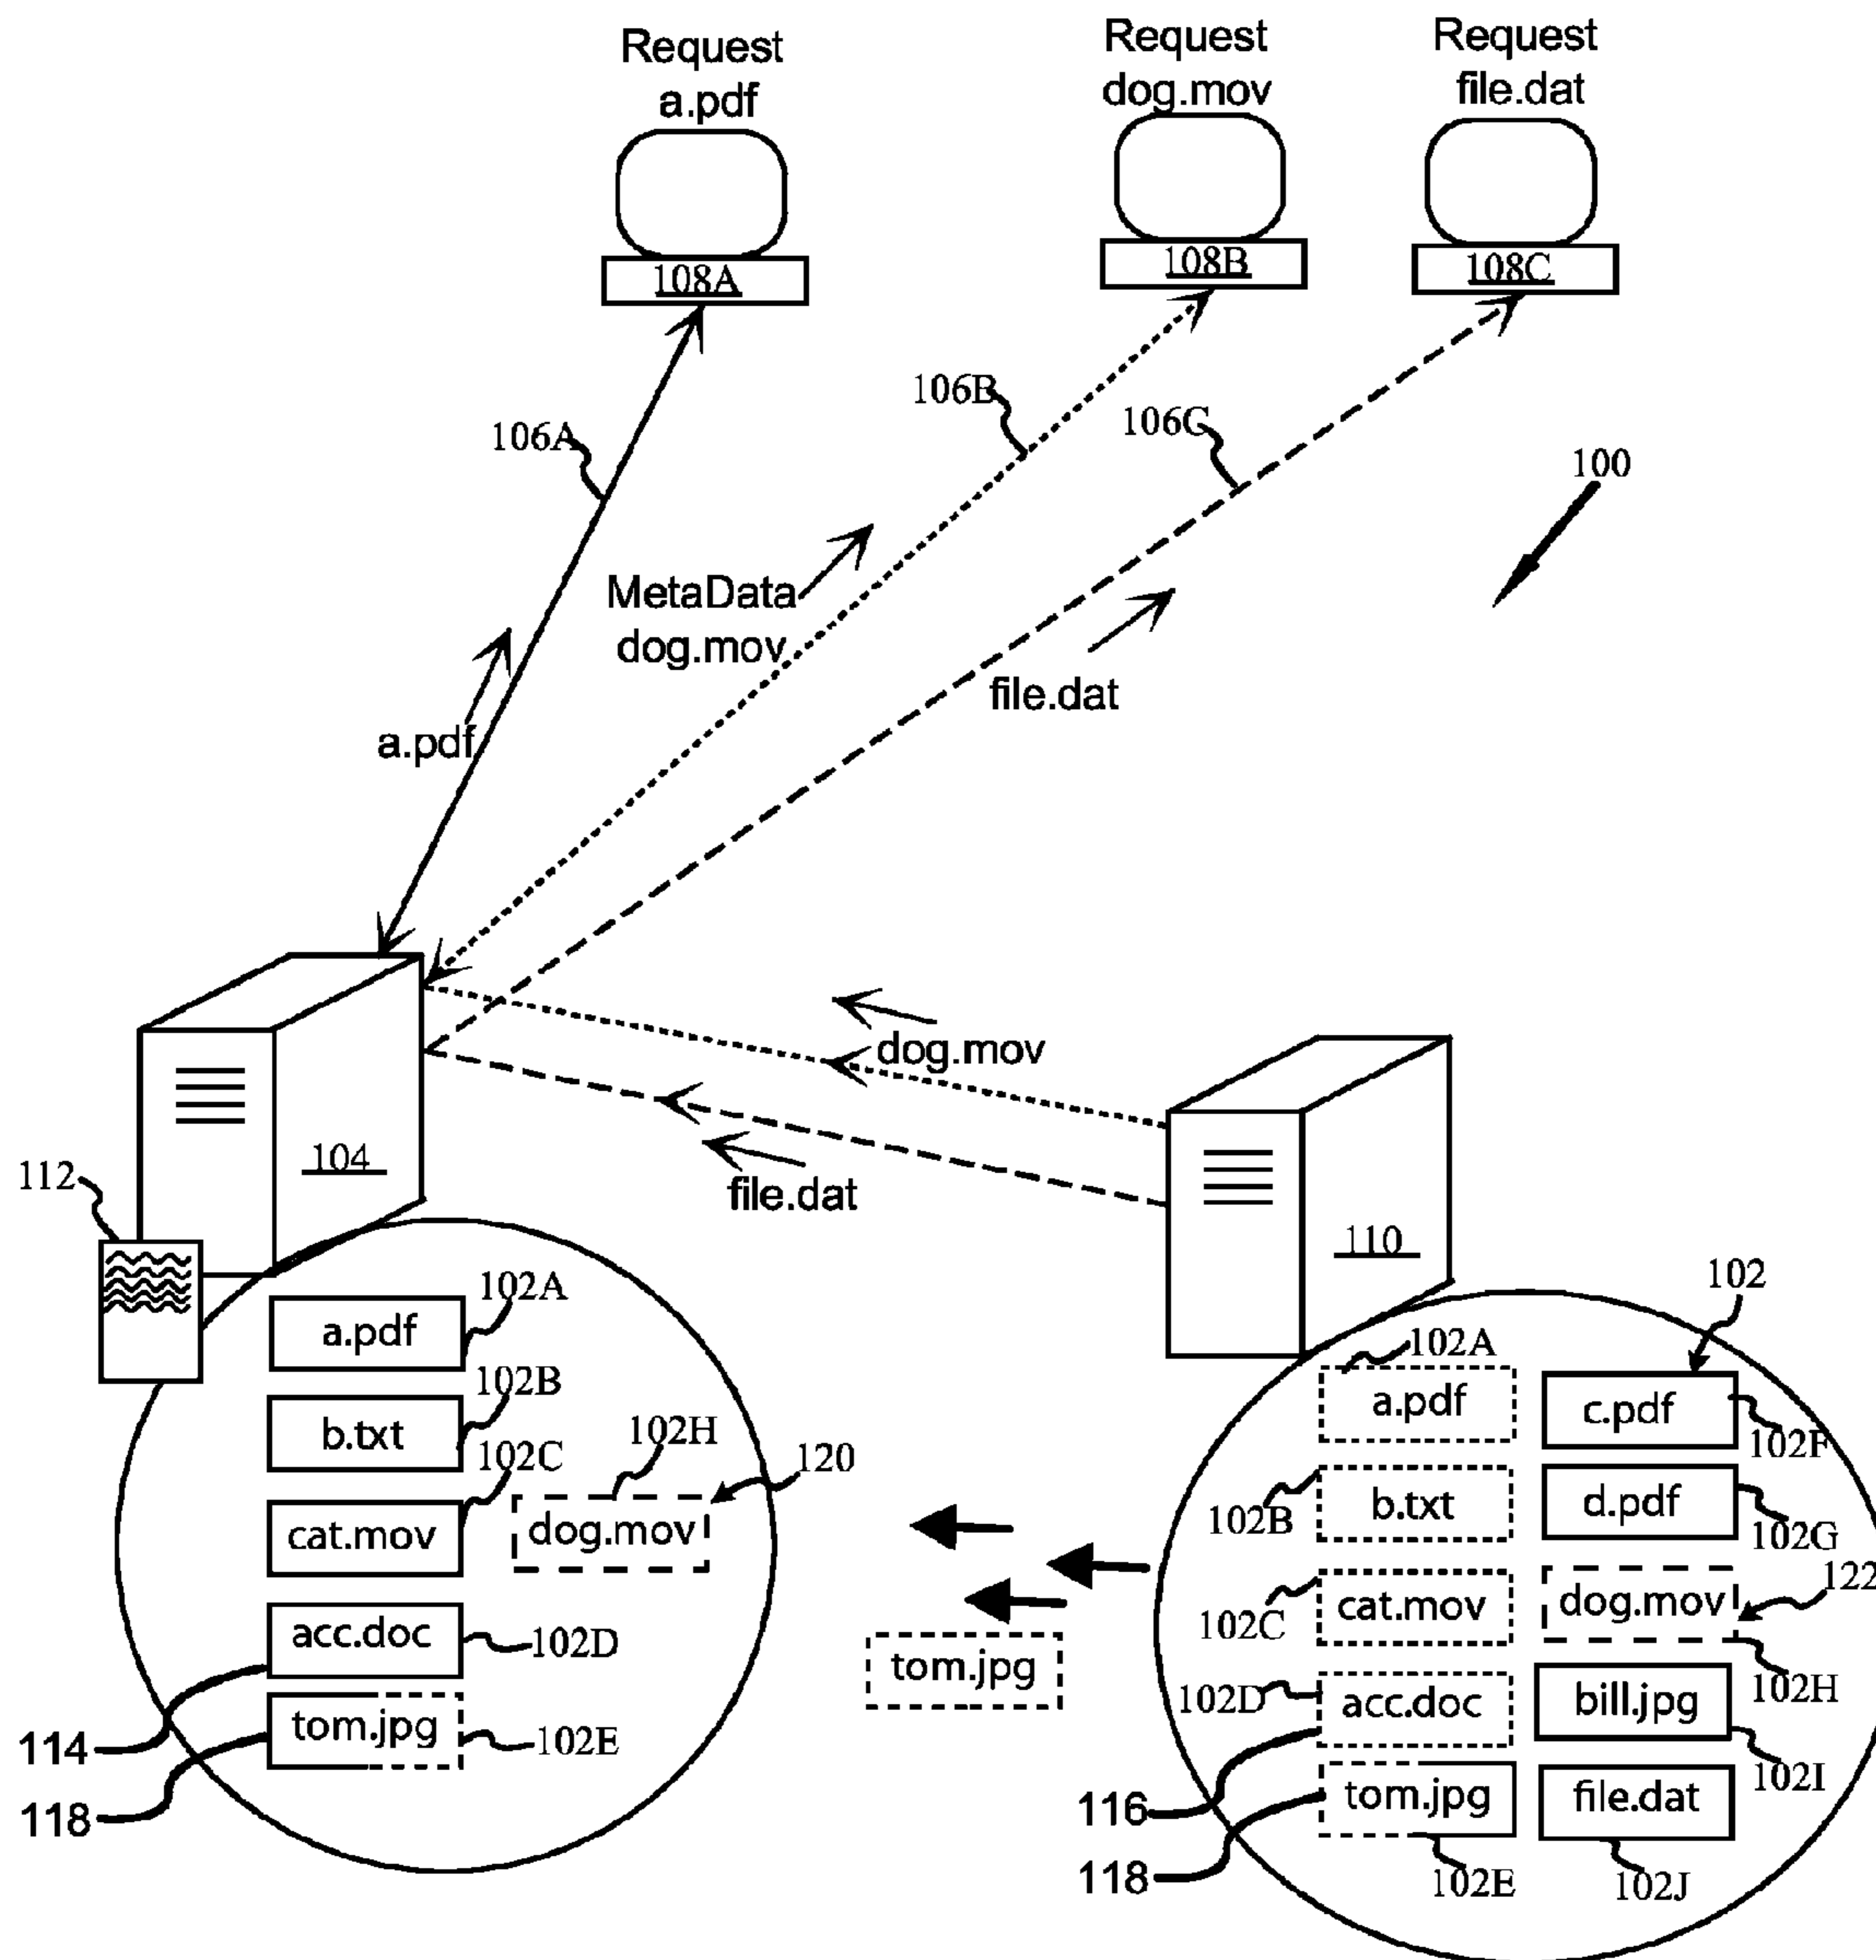 Request
a.pdf
Request
dog.mov
Request
file.dat
108A
108B
108C
106A
106B
106C
100
MetaData
dog.mov
a.pdf
file.dat
dog.mov
file.dat
104
110
112
102A
a.pdf
102B
b.txt
102C
cat.mov
102H
dog.mov
120
acc.doc
102D
tom.jpg
102E
114
118
tom.jpg
102
102A
a.pdf
c.pdf
102F
102B
b.txt
d.pdf
102G
102C
cat.mov
dog.mov
122
102H
102D
acc.doc
bill.jpg
102I
116
tom.jpg
file.dat
118
102E
102J